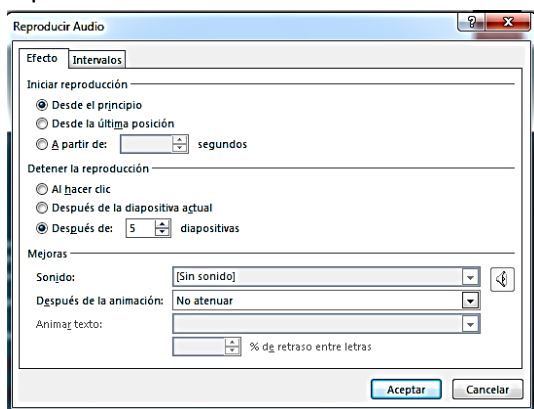 Reproducir Audio
Efecto Intervalos
Iniciar reproducción
Desde el principio
Desde la última posición
A partir de: segundos
Detener la reproducción
Al hacer clic
Después de la diapositiva actual
Después de: 5 diapositivas
Mejoras
Sonido: [Sin sonido]
Después de la animación: No atenuar
Animar texto:
% de retraso entre letras
Aceptar Cancelar